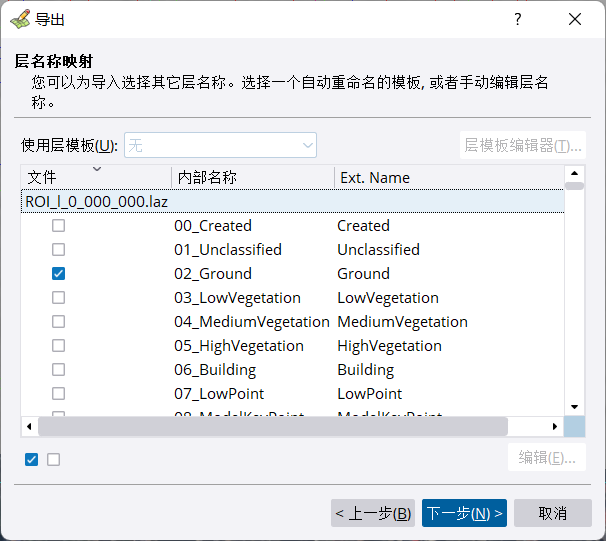 导出
?
层名称映射
您可以为导入选择其它层名称。选择一个自动重命名的模板, 或者手动编辑层名
称。
使用层模板(U): 无 层模板编辑器(T)...
文件 内部名称 Ext. Name
ROI_l_0_000_000.laz
00_Created Created
01_Unclassified Unclassified
02_Ground Ground
03_LowVegetation LowVegetation
04_MediumVegetation MediumVegetation
05_HighVegetation HighVegetation
06_Building Building
07_LowPoint LowPoint
08_ModelKeyPoint ModelKeyPoint
编辑(E)...
< 上一步(B) 下一步(N) > 取消